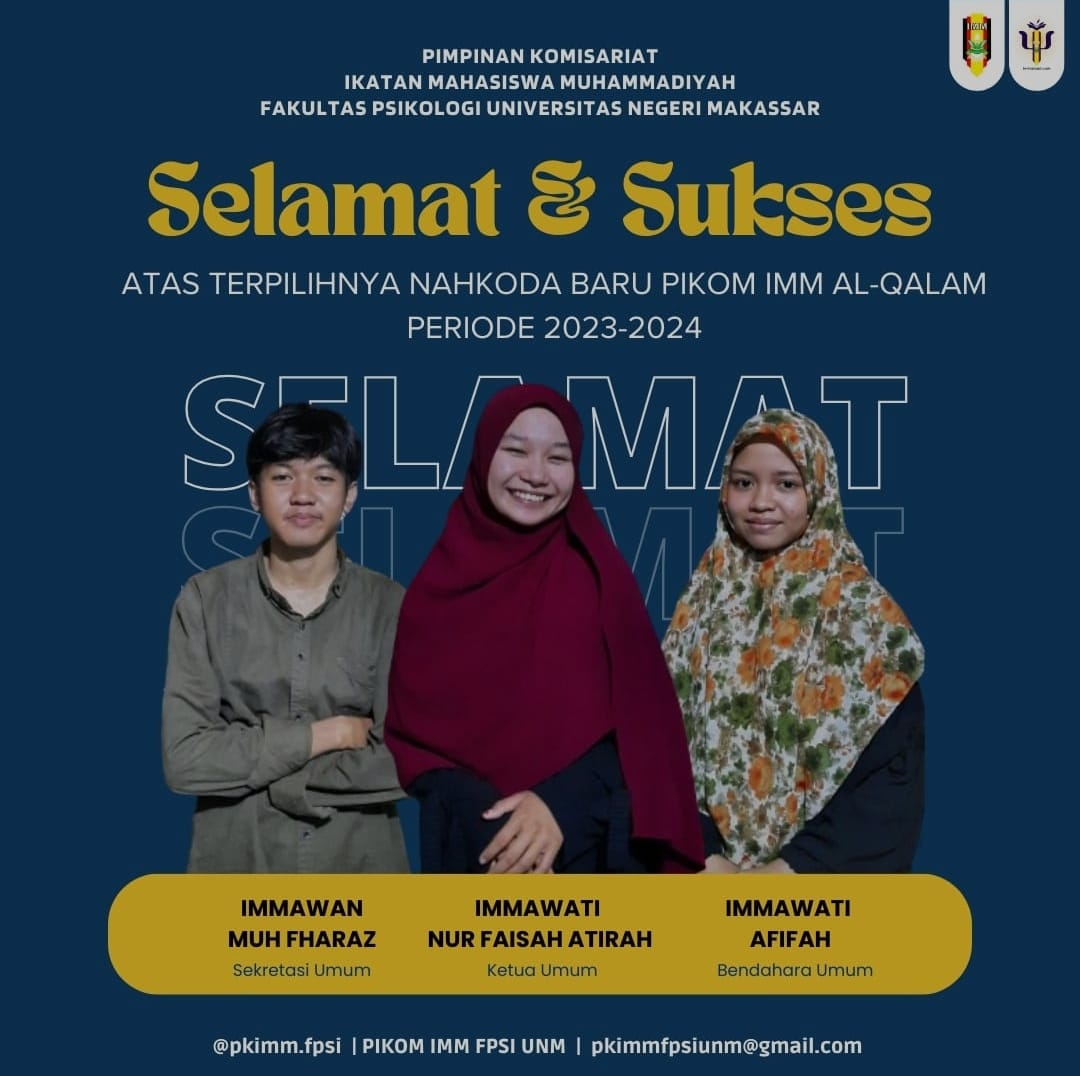 PIMPINAN KOMISARIAT
IKATAN MAHASISWA MUHAMMADIYAH
FAKULTAS PSIKOLOGI UNIVERSITAS NEGERI MAKASSAR
IMM
Selamat & Sukses
ATAS TERPILIHNYA NAHKODA BARU PIKOM IMM AL-QALAM
PERIODE 2023-2024
SELAMAT
SELAMAT
IMMAWAN
MUH FHARAZ
Sekretasi Umum
IMMAWATI
NUR FAISAH ATIRAH
Ketua Umum
IMMAWATI
AFIFAH
Bendahara Umum
@pkimm.fpsi | PIKOM IMM FPSI UNM | pkimmfpsiunm@gmail.com